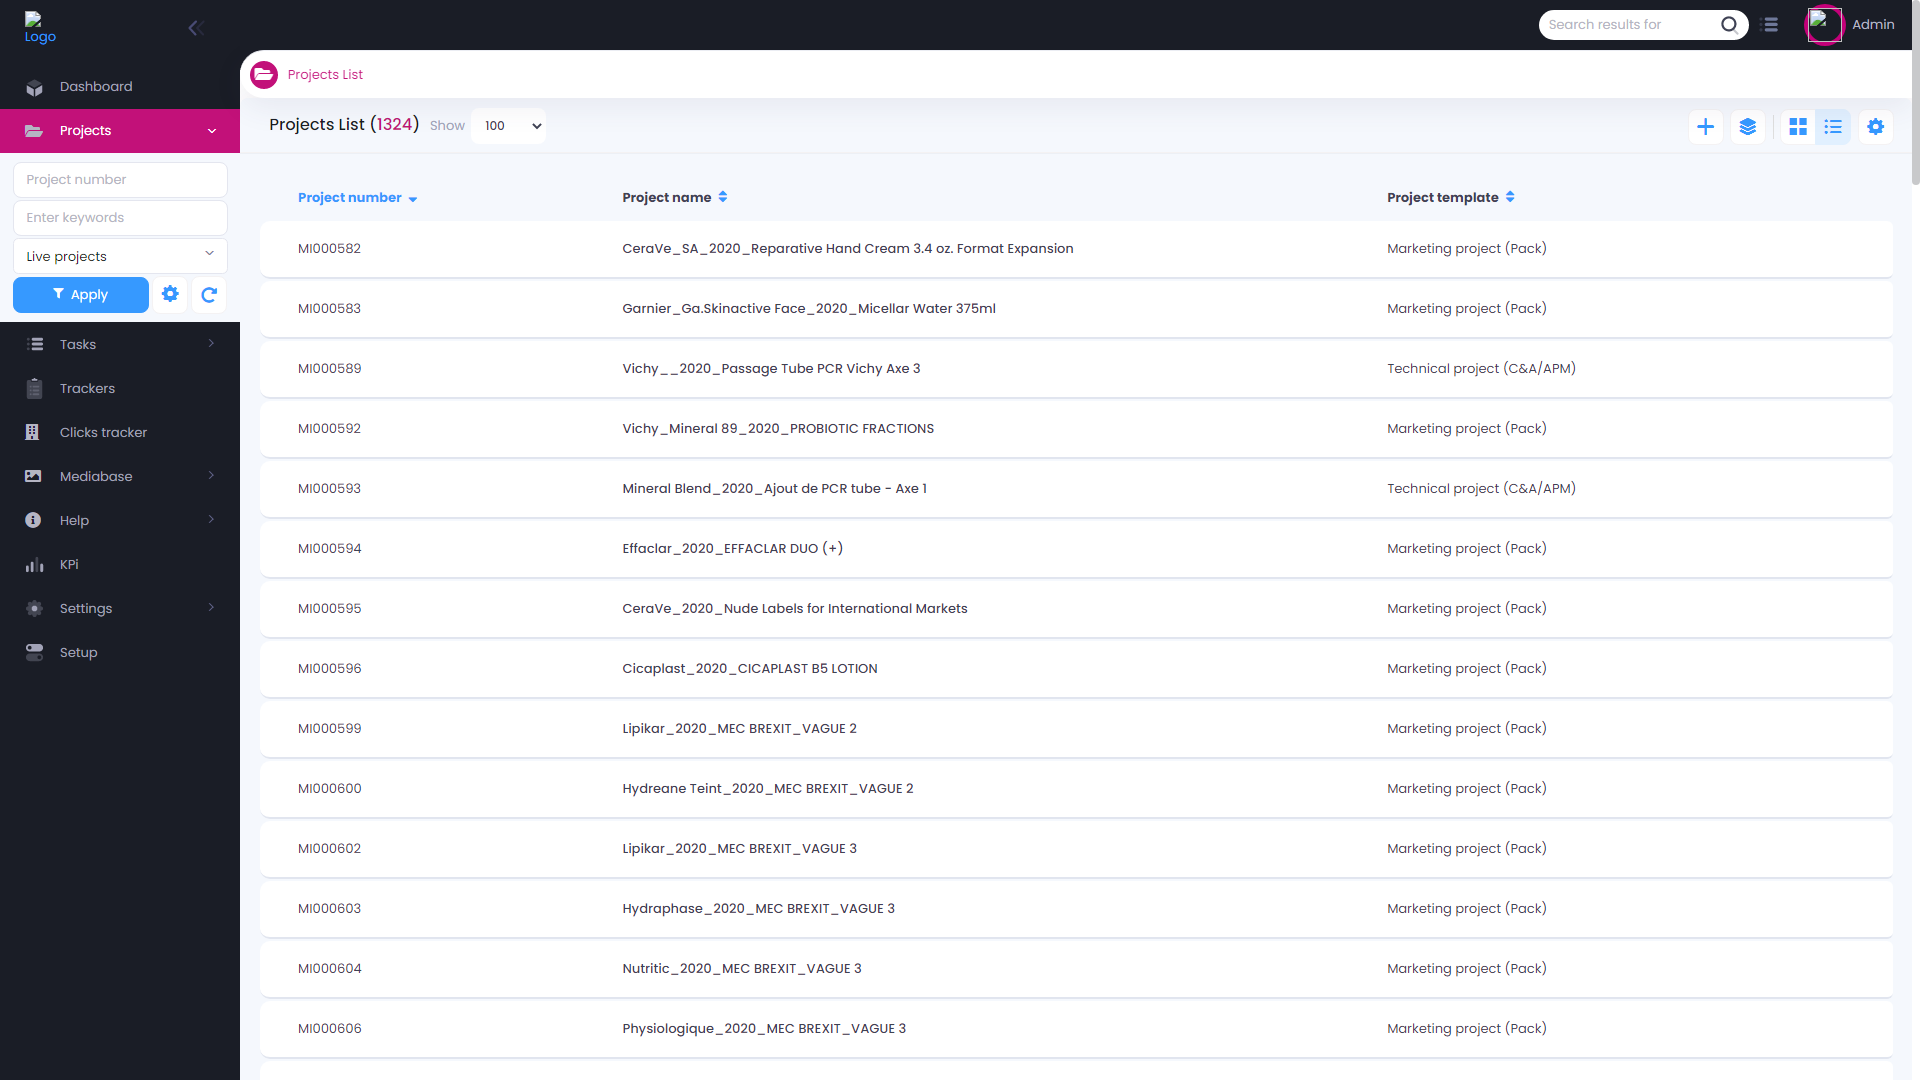 Logo
Search results for
Admin
Dashboard
Projects
Project number
Enter keywords
Live projects
Apply
Tasks
Trackers
Clicks tracker
Mediabase
Help
KPi
Settings
Setup
Projects List
Projects List (1324) Show 100
Project number Project name Project template
MI000582 CeraVe_SA_2020_Reparative Hand Cream 3.4 oz. Format Expansion Marketing project (Pack)
MI000583 Garnier_Ga.Skinactive Face_2020_Micellar Water 375ml Marketing project (Pack)
MI000589 Vichy__2020_Passage Tube PCR Vichy Axe 3 Technical project (C&A/APM)
MI000592 Vichy_Mineral 89_2020_PROBIOTIC FRACTIONS Marketing project (Pack)
MI000593 Mineral Blend_2020_Ajout de PCR tube - Axe 1 Technical project (C&A/APM)
MI000594 Effaclar_2020_EFFACLAR DUO (+) Marketing project (Pack)
MI000595 CeraVe_2020_Nude Labels for International Markets Marketing project (Pack)
MI000596 Cicaplast_2020_CICAPLAST B5 LOTION Marketing project (Pack)
MI000599 Lipikar_2020_MEC BREXIT_VAGUE 2 Marketing project (Pack)
MI000600 Hydreane Teint_2020_MEC BREXIT_VAGUE 2 Marketing project (Pack)
MI000602 Lipikar_2020_MEC BREXIT_VAGUE 3 Marketing project (Pack)
MI000603 Hydraphase_2020_MEC BREXIT_VAGUE 3 Marketing project (Pack)
MI000604 Nutritic_2020_MEC BREXIT_VAGUE 3 Marketing project (Pack)
MI000606 Physiologique_2020_MEC BREXIT_VAGUE 3 Marketing project (Pack)